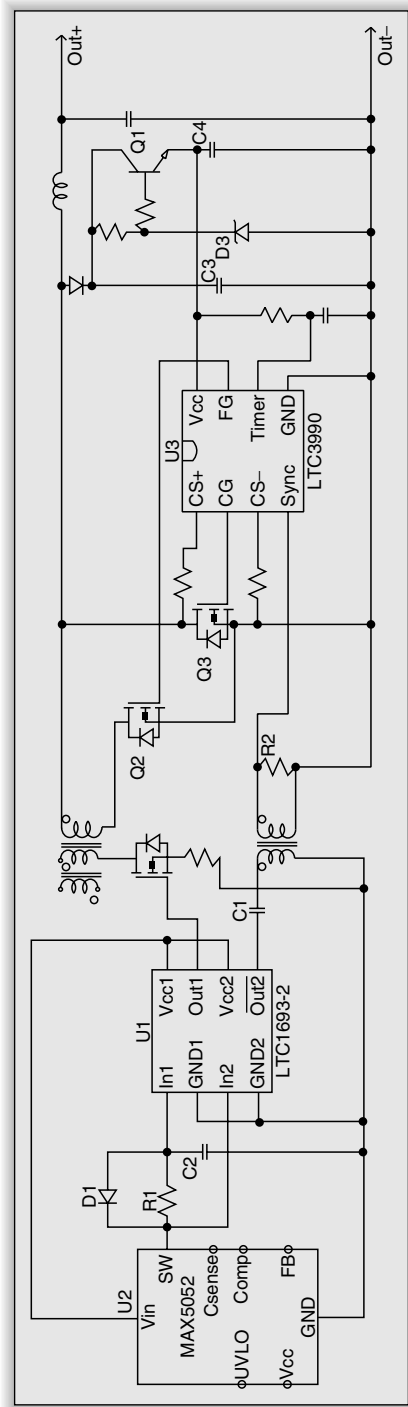 U2
Vin
MAX5052
SW
Csense
Comp
FB
UVLO
Vcc
GND
D1
R1
C2
U1
In1
GND1
In2
GND2
Vcc1
Out1
Vcc2
Out2
LTC1693-2
C1
R2
Q2
Q3
U3
CS+
CG
CS–
Sync
Vcc
FG
Timer
GND
LTC3990
C3
D3
Q1
C4
Out+
Out–